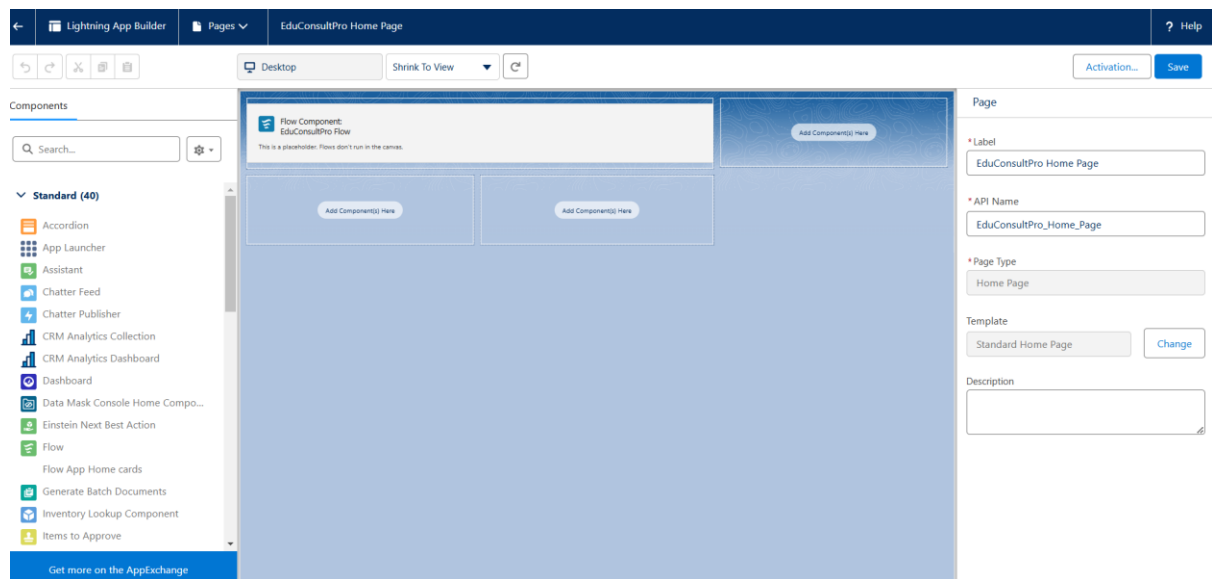 Lightning App Builder
Pages
EduConsultPro Home Page
? Help
Desktop
Shrink To View
Activation...
Save
Components
Search...
Standard (40)
Accordion
App Launcher
Assistant
Chatter Feed
Chatter Publisher
CRM Analytics Collection
CRM Analytics Dashboard
Dashboard
Data Mask Console Home Compo...
Einstein Next Best Action
Flow
Flow App Home cards
Generate Batch Documents
Inventory Lookup Component
Items to Approve
Get more on the AppExchange
Flow Component:
EduConsultPro Flow
This is a placeholder. Flows don't run in the canvas.
Add Component(s) Here
Add Component(s) Here
Add Component(s) Here
Page
*Label
EduConsultPro Home Page
*API Name
EduConsultPro_Home_Page
*Page Type
Home Page
Template
Standard Home Page
Change
Description